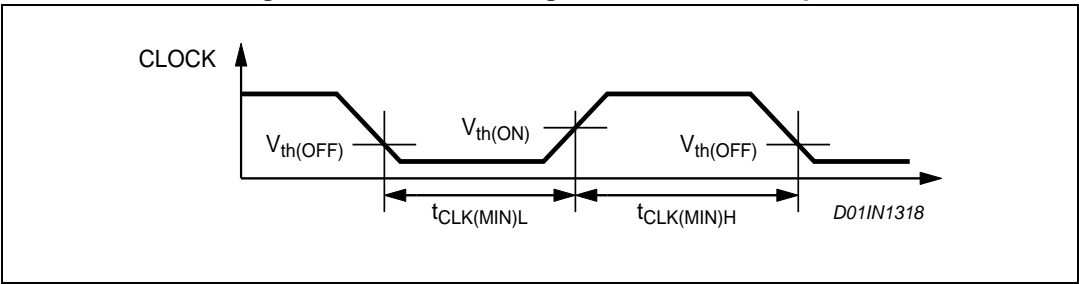 CLOCK
Vth(OFF)
Vth(ON)
Vth(OFF)
tCLK(MIN)L
tCLK(MIN)H
D01IN1318